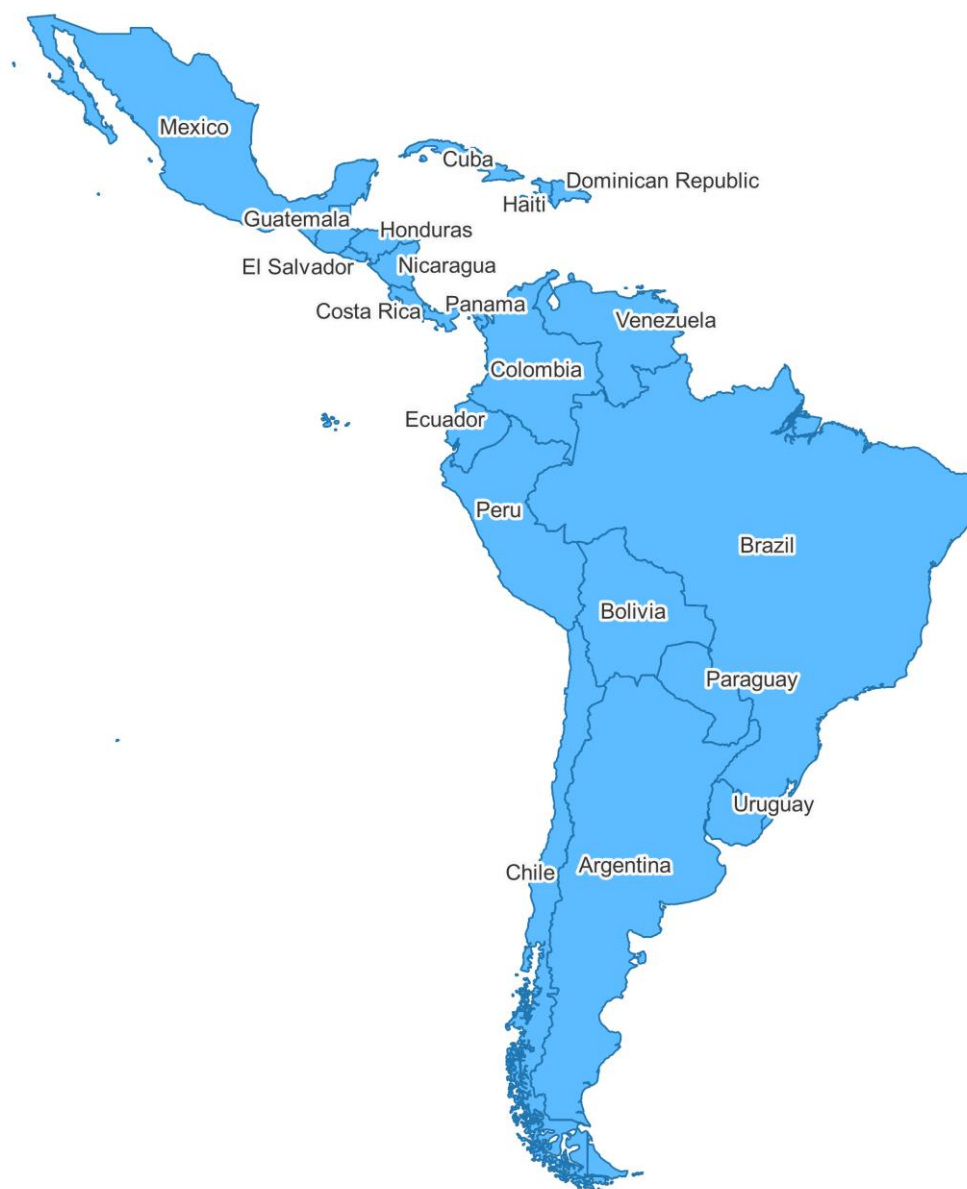 Mexico
Cuba
Dominican Republic
Haiti
Guatemala
Honduras
El Salvador
Nicaragua
Costa Rica
Panama
Venezuela
Colombia
Ecuador
Peru
Brazil
Bolivia
Paraguay
Uruguay
Chile
Argentina